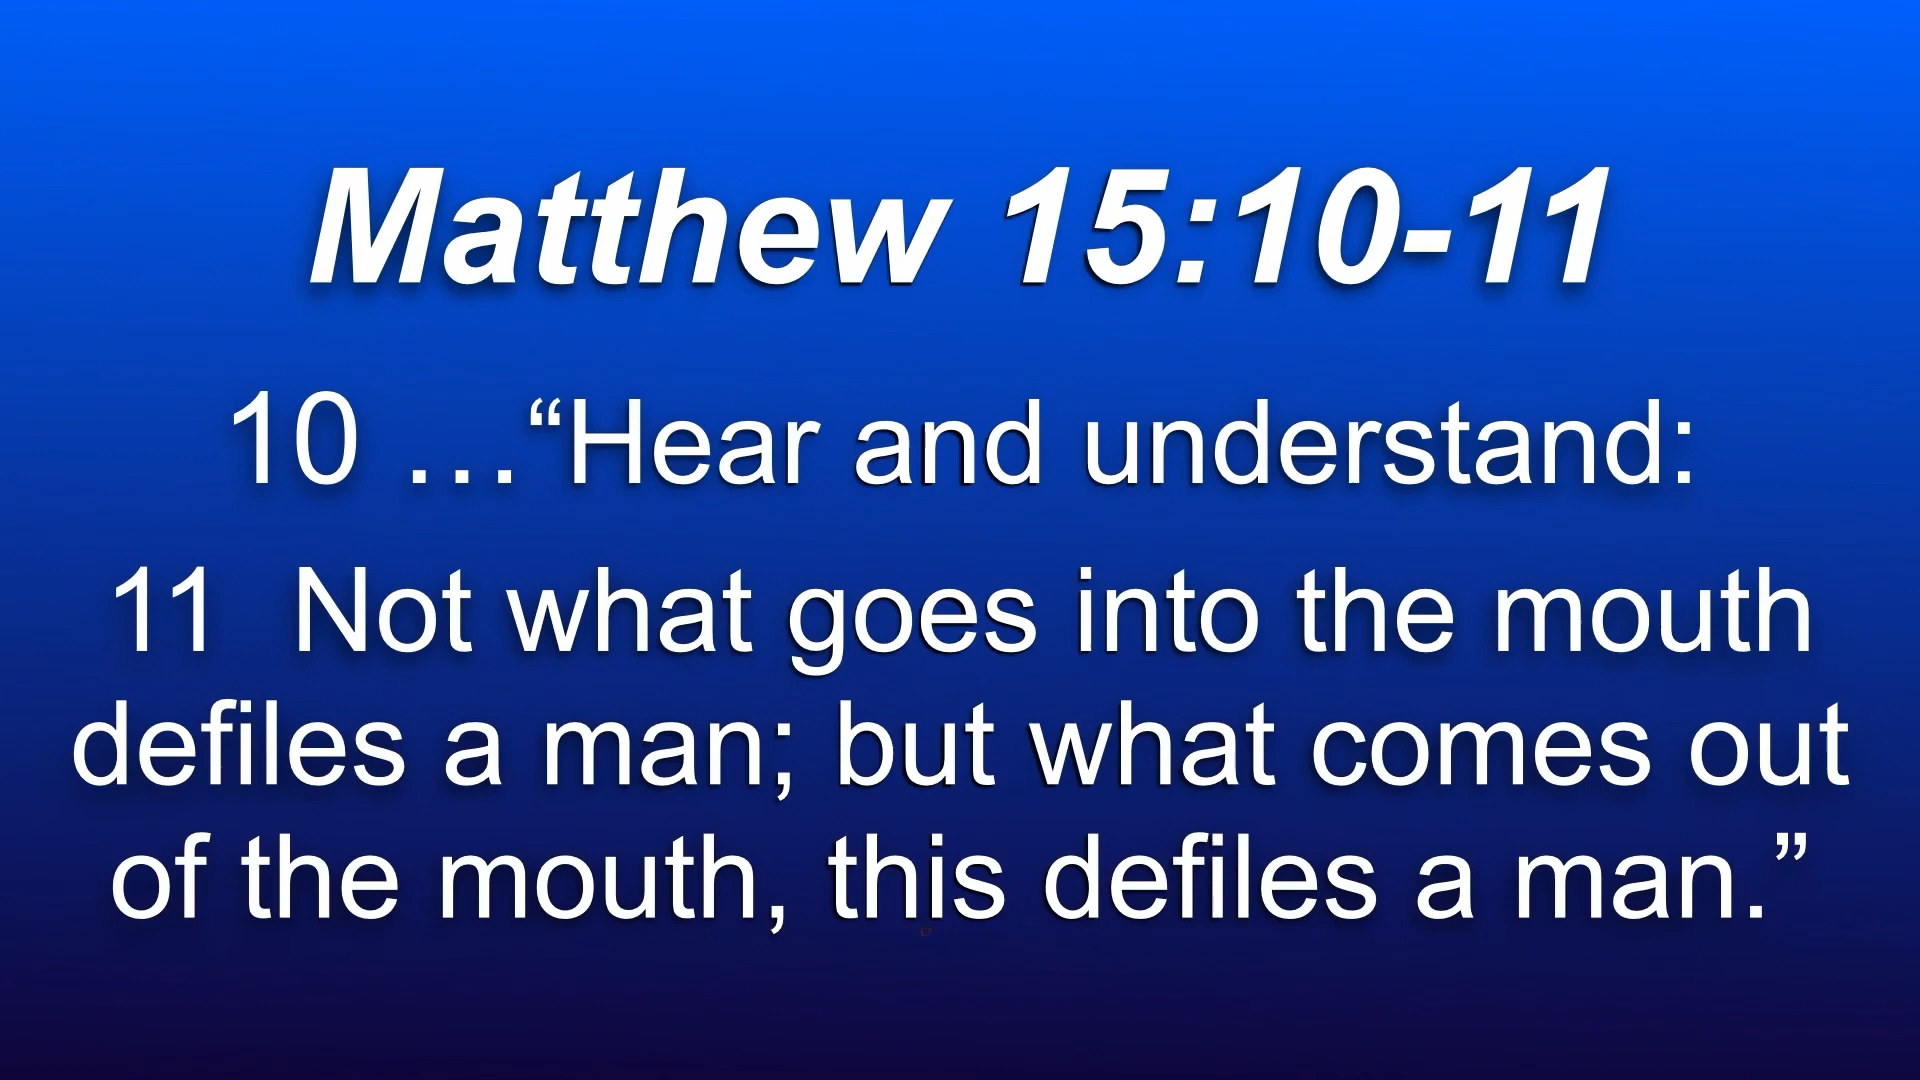 Matthew 15:10-11
10 …“Hear and understand:
11  Not what goes into the mouth
defiles a man; but what comes out
of the mouth, this defiles a man.”